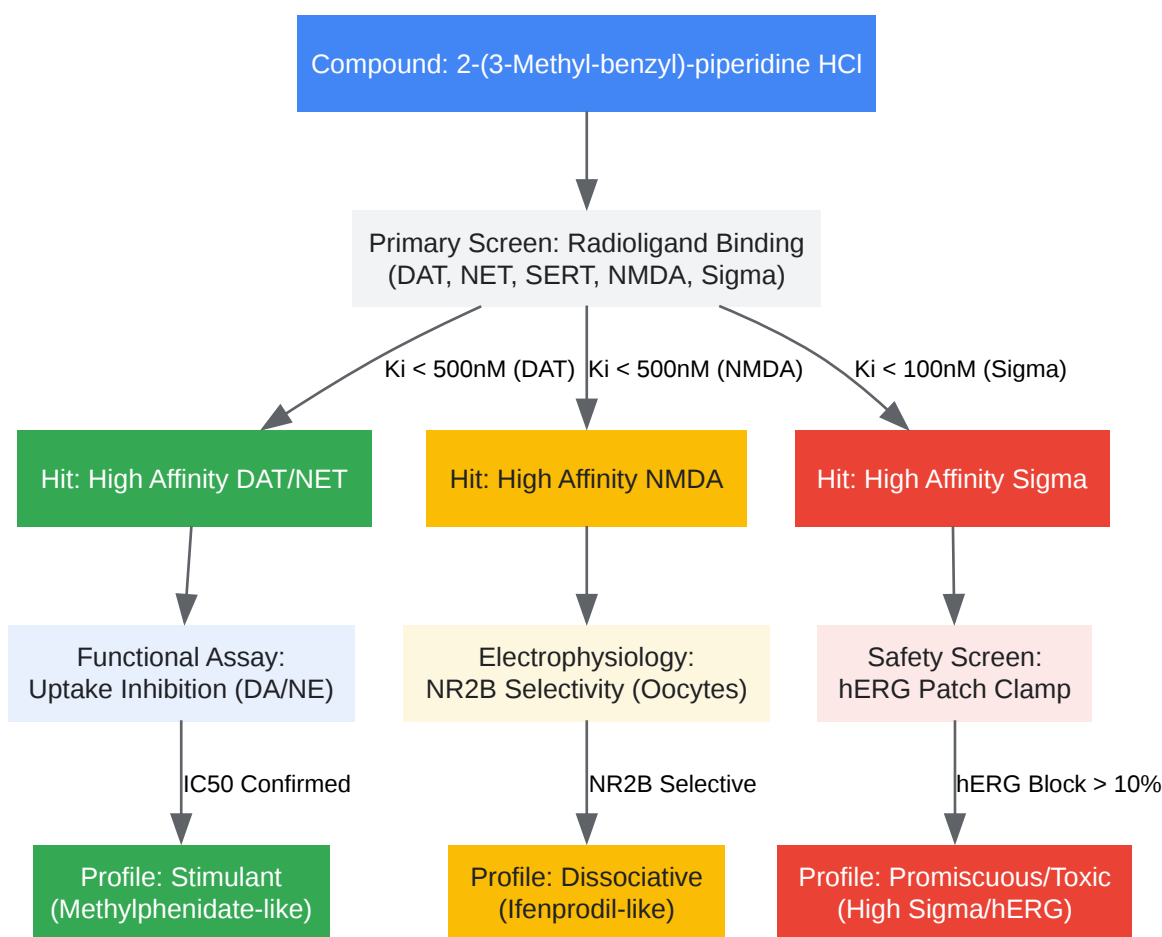 Compound: 2-(3-Methyl-benzyl)-piperidine HCl
Primary Screen: Radioligand Binding
(DAT, NET, SERT, NMDA, Sigma)
Ki < 500nM (DAT)
Ki < 500nM (NMDA)
Ki < 100nM (Sigma)
Hit: High Affinity DAT/NET
Hit: High Affinity NMDA
Hit: High Affinity Sigma
Functional Assay:
Uptake Inhibition (DA/NE)
Electrophysiology:
NR2B Selectivity (Oocytes)
Safety Screen:
hERG Patch Clamp
IC50 Confirmed
NR2B Selective
hERG Block > 10%
Profile: Stimulant
(Methylphenidate-like)
Profile: Dissociative
(Ifenprodil-like)
Profile: Promiscuous/Toxic
(High Sigma/hERG)